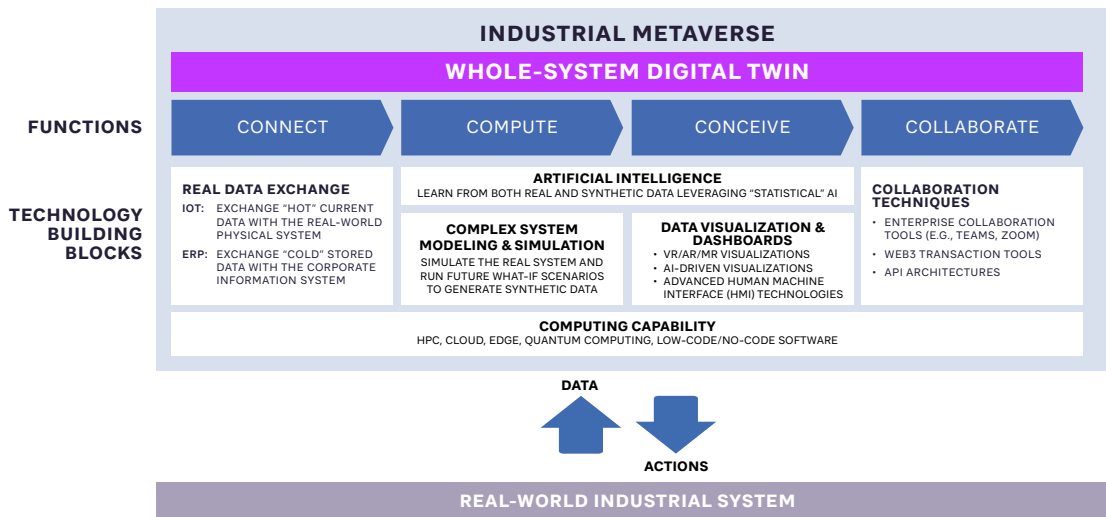 INDUSTRIAL METAVERSE
WHOLE-SYSTEM DIGITAL TWIN
FUNCTIONS
CONNECT
COMPUTE
CONCEIVE
COLLABORATE
TECHNOLOGY
BUILDING
BLOCKS
REAL DATA EXCHANGE
IOT: EXCHANGE “HOT” CURRENT
DATA WITH THE REAL-WORLD
PHYSICAL SYSTEM
ERP: EXCHANGE “COLD” STORED
DATA WITH THE CORPORATE
INFORMATION SYSTEM
ARTIFICIAL INTELLIGENCE
LEARN FROM BOTH REAL AND SYNTHETIC DATA LEVERAGING “STATISTICAL” AI
COMPLEX SYSTEM
MODELING & SIMULATION
SIMULATE THE REAL SYSTEM AND
RUN FUTURE WHAT-IF SCENARIOS
TO GENERATE SYNTHETIC DATA
DATA VISUALIZATION &
DASHBOARDS
• VR/AR/MR VISUALIZATIONS
• AI-DRIVEN VISUALIZATIONS
• ADVANCED HUMAN MACHINE
INTERFACE (HMI) TECHNOLOGIES
COLLABORATION
TECHNIQUES
• ENTERPRISE COLLABORATION
TOOLS (E.G., TEAMS, ZOOM)
• WEB3 TRANSACTION TOOLS
• API ARCHITECTURES
COMPUTING CAPABILITY
HPC, CLOUD, EDGE, QUANTUM COMPUTING, LOW-CODE/NO-CODE SOFTWARE
DATA
ACTIONS
REAL-WORLD INDUSTRIAL SYSTEM